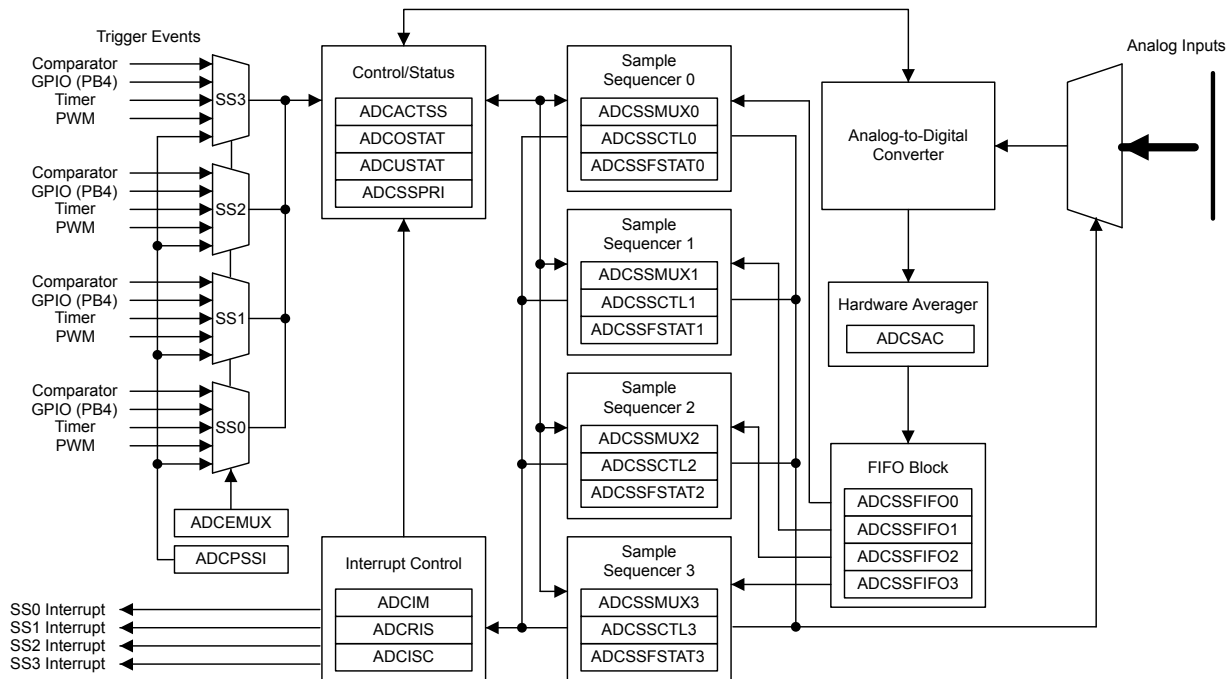 Trigger Events
Comparator
GPIO (PB4)
Timer
PWM
SS3
Comparator
GPIO (PB4)
Timer
PWM
SS2
Comparator
GPIO (PB4)
Timer
PWM
SS1
Comparator
GPIO (PB4)
Timer
PWM
SS0
ADCEMUX
ADCPSSI
Control/Status
ADCACTSS
ADCOSTAT
ADCUSTAT
ADCSSPRI
Interrupt Control
ADCIM
ADCRIS
ADCISC
SS0 Interrupt
SS1 Interrupt
SS2 Interrupt
SS3 Interrupt
Sample
Sequencer 0
ADCSSMUX0
ADCSSCTL0
ADCSSFSTAT0
Sample
Sequencer 1
ADCSSMUX1
ADCSSCTL1
ADCSSFSTAT1
Sample
Sequencer 2
ADCSSMUX2
ADCSSCTL2
ADCSSFSTAT2
Sample
Sequencer 3
ADCSSMUX3
ADCSSCTL3
ADCSSFSTAT3
Analog-to-Digital
Converter
Hardware Averager
ADCSAC
FIFO Block
ADCSSFIFO0
ADCSSFIFO1
ADCSSFIFO2
ADCSSFIFO3
Analog Inputs